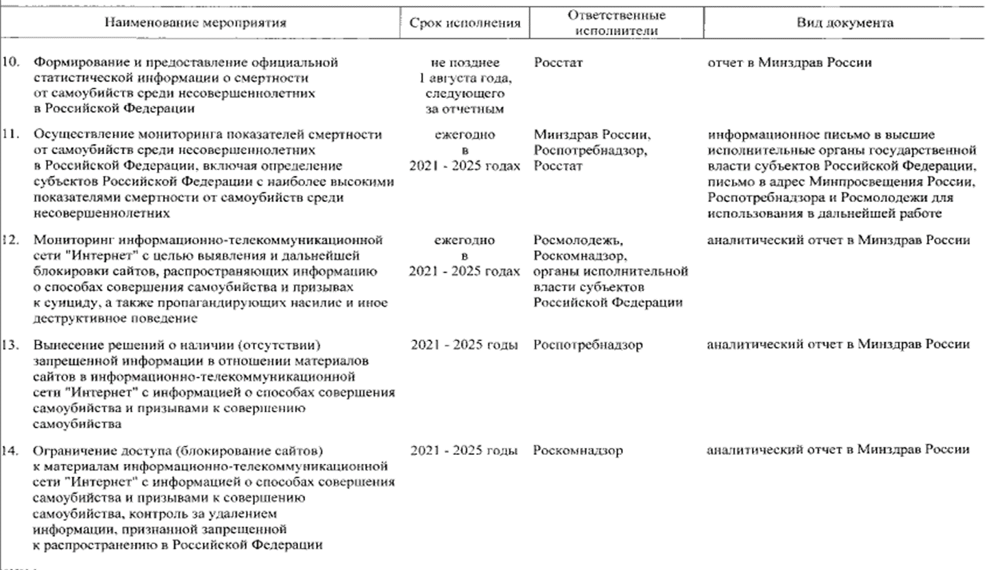 Наименование мероприятия
Срок исполнения
Ответственные
исполнители
Вид документа
10. Формирование и предоставление официальной
статистической информации о смертности
от самоубийств среди несовершеннолетних
в Российской Федерации
не позднее
1 августа года,
следующего
за отчетным
Росстат
отчет в Минздрав России
11. Осуществление мониторинга показателей смертности
от самоубийств среди несовершеннолетних
в Российской Федерации, включая определение
субъектов Российской Федерации с наиболее высокими
показателями смертности от самоубийств среди
несовершеннолетних
ежегодно
в
2021 - 2025 годах
Минздрав России,
Роспотребнадзор,
Росстат
информационное письмо в высшие
исполнительные органы государственной
власти субъектов Российской Федерации,
письмо в адрес Минпросвещения России,
Роспотребнадзора и Росмолодежи для
использования в дальнейшей работе
12. Мониторинг информационно-телекоммуникационной
сети "Интернет" с целью выявления и дальнейшей
блокировки сайтов, распространяющих информацию
о способах совершения самоубийства и призывах
к суициду, а также пропагандирующих насилие и иное
деструктивное поведение
ежегодно
в
2021 - 2025 годах
Росмолодежь,
Роскомнадзор,
органы исполнительной
власти субъектов
Российской Федерации
аналитический отчет в Минздрав России
13. Вынесение решений о наличии (отсутствии)
запрещенной информации в отношении материалов
сайтов в информационно-телекоммуникационной
сети "Интернет" с информацией о способах совершения
самоубийства и призывами к совершению
самоубийства
2021 - 2025 годы
Роспотребнадзор
аналитический отчет в Минздрав России
14. Ограничение доступа (блокирование сайтов)
к материалам информационно-телекоммуникационной
сети "Интернет" с информацией о способах совершения
самоубийства и призывами к совершению
самоубийства, контроль за удалением
информации, признанной запрещенной
к распространению в Российской Федерации
2021 - 2025 годы
Роскомнадзор
аналитический отчет в Минздрав России